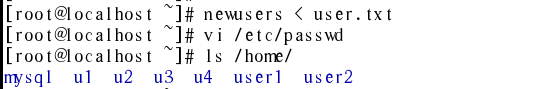 [root@localhost ~]# newusers < user.txt
[root@localhost ~]# vi /etc/passwd
[root@localhost ~]# ls /home/
mysql u1 u2 u3 u4 user1 user2